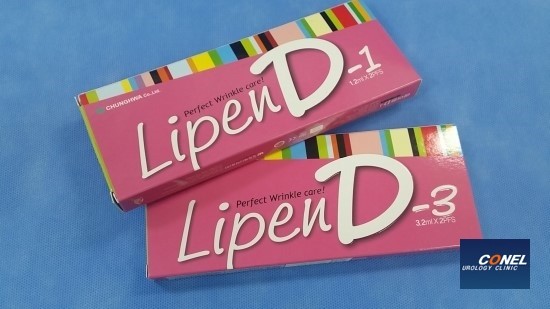 CHUNGHWA Co., Ltd.
Perfect Wrinkle care!
LipenD-1
1.2ml X 2PFS
Perfect Wrinkle care!
LipenD-3
3.2ml X 2PFS
CONEL
UROLOGY CLINIC